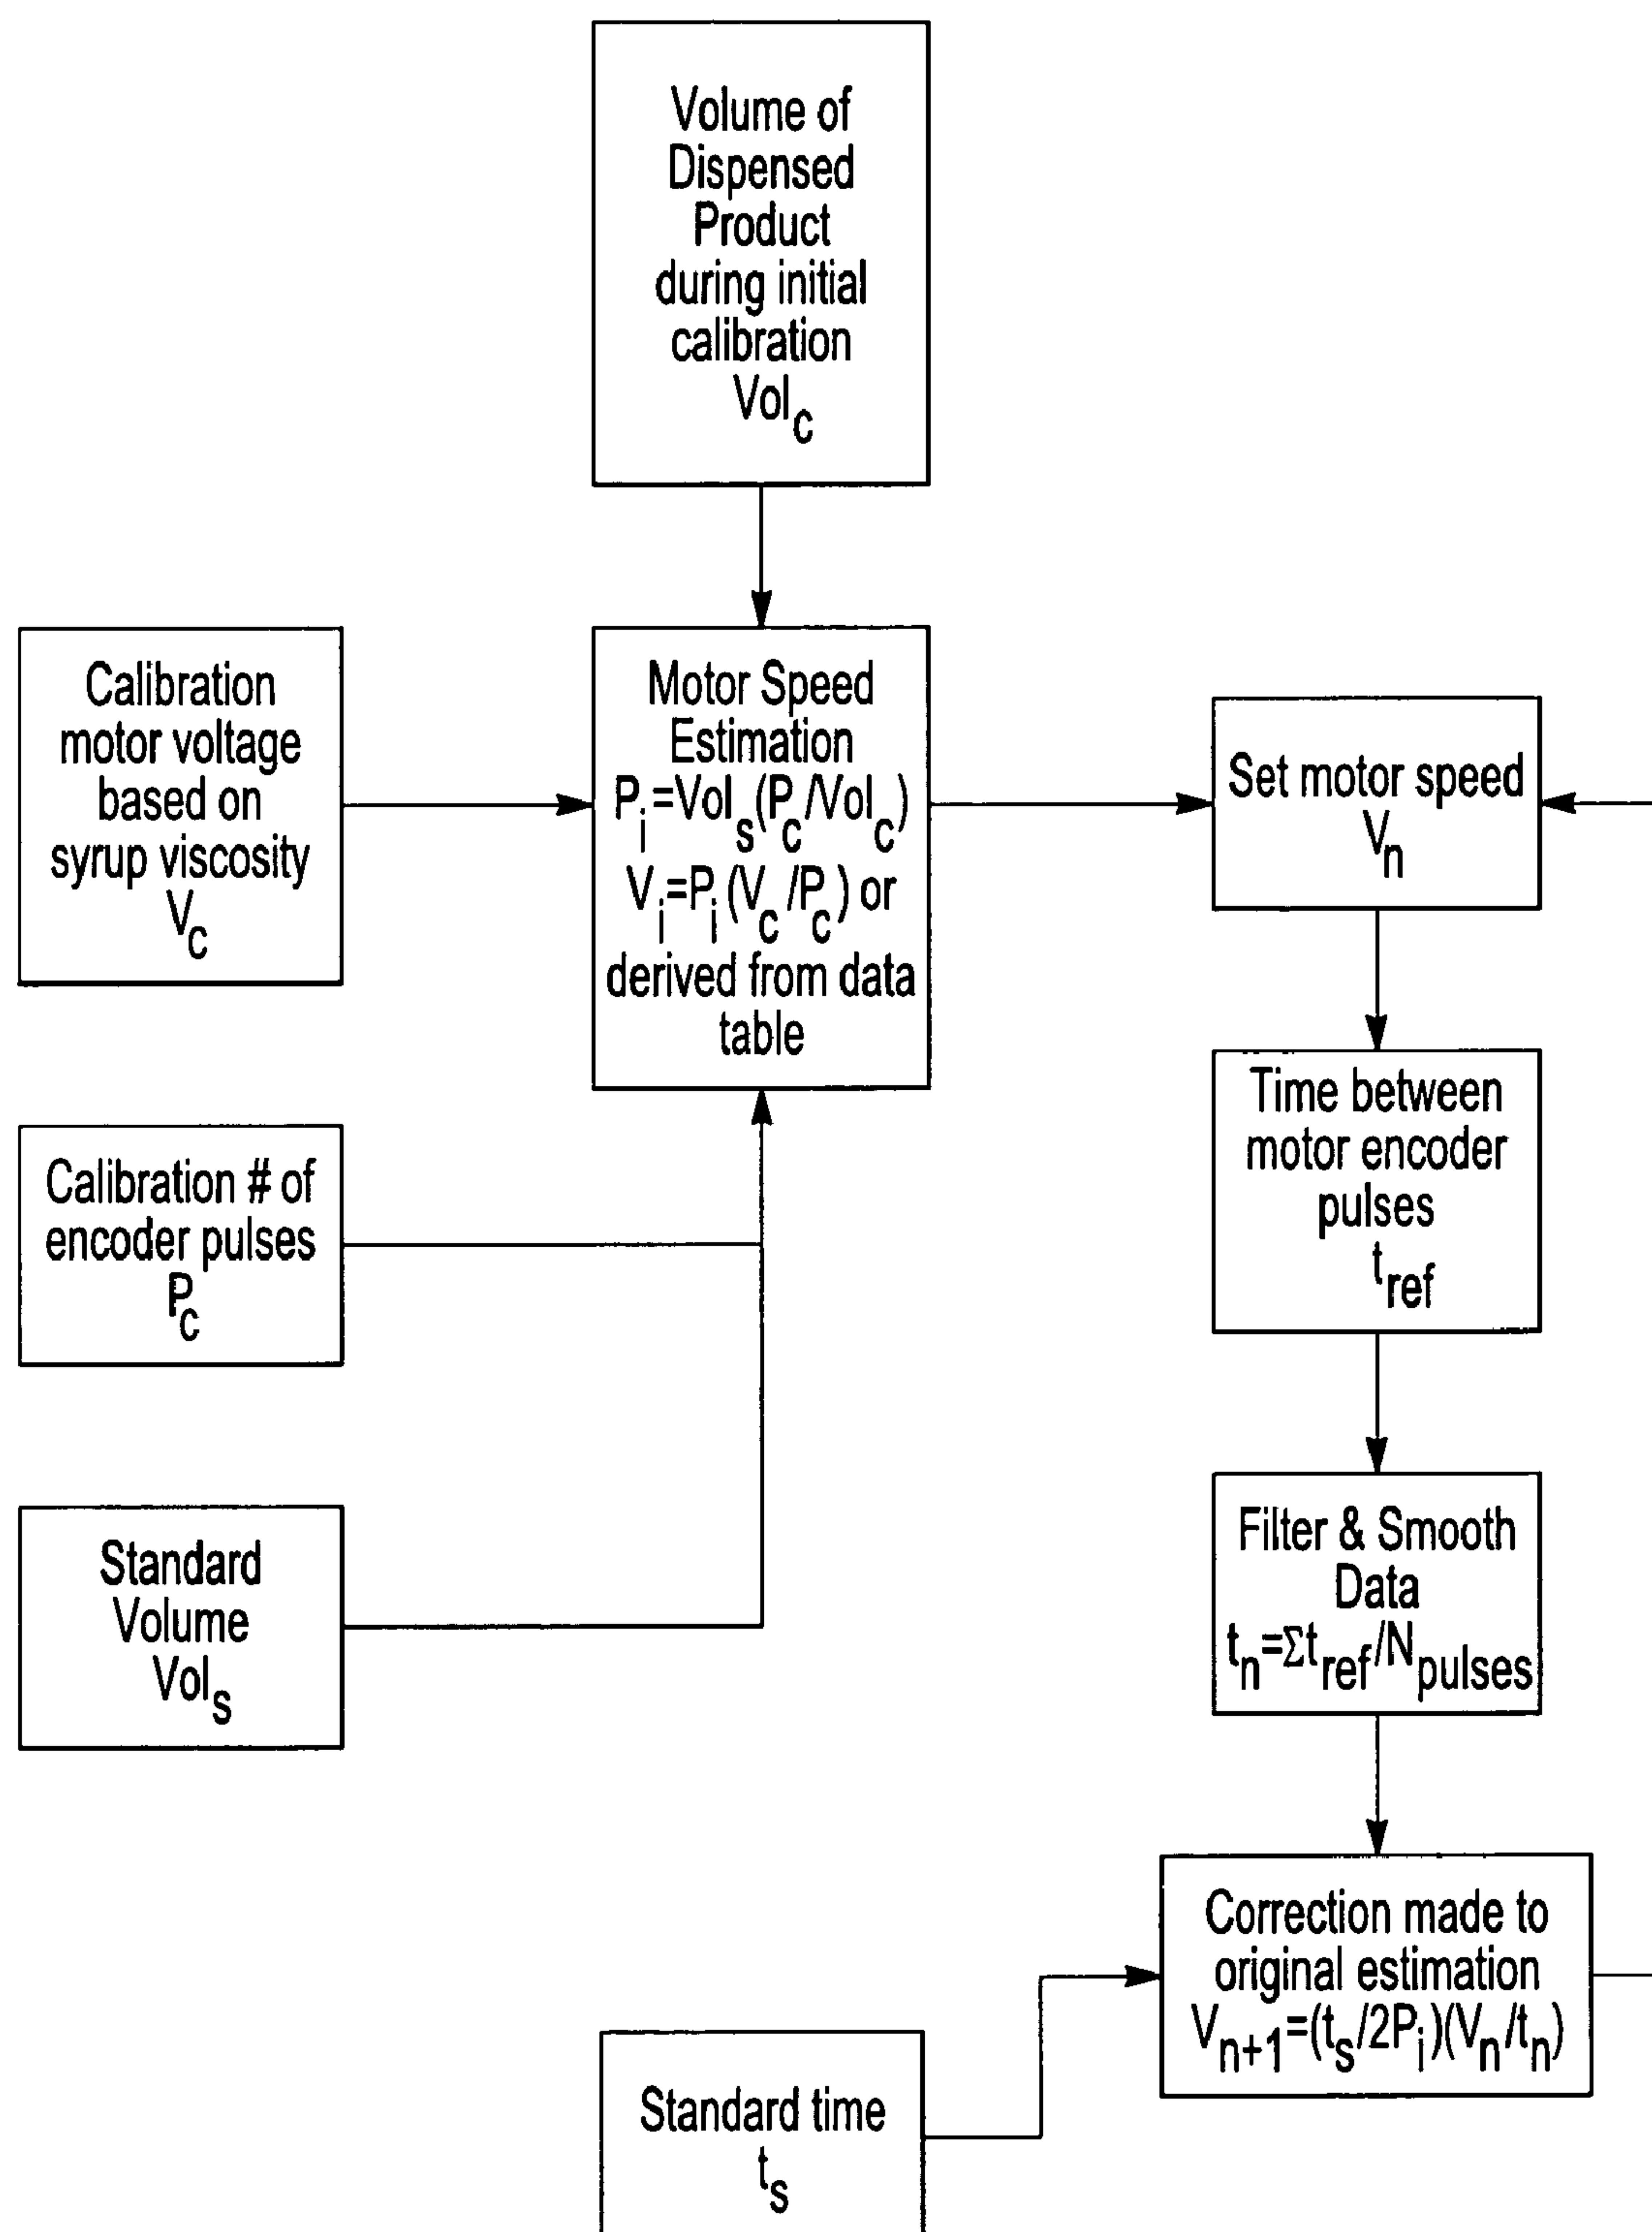 Volume of
Dispensed
Product
during initial
calibration
Vol_c
Calibration
motor voltage
based on
syrup viscosity
V_c
Motor Speed
Estimation
P_i=Vol_s(P_c/Vol_c)
V_i=P_i(V_c/P_c) or
derived from data
table
Set motor speed
V_n
Calibration # of
encoder pulses
P_c
Time between
motor encoder
pulses
t_ref
Standard
Volume
Vol_s
Filter & Smooth
Data
t_n=Σt_ref/N_pulses
Correction made to
original estimation
V_n+1=(t_s/2P_i)(V_n/t_n)
Standard time
t_s